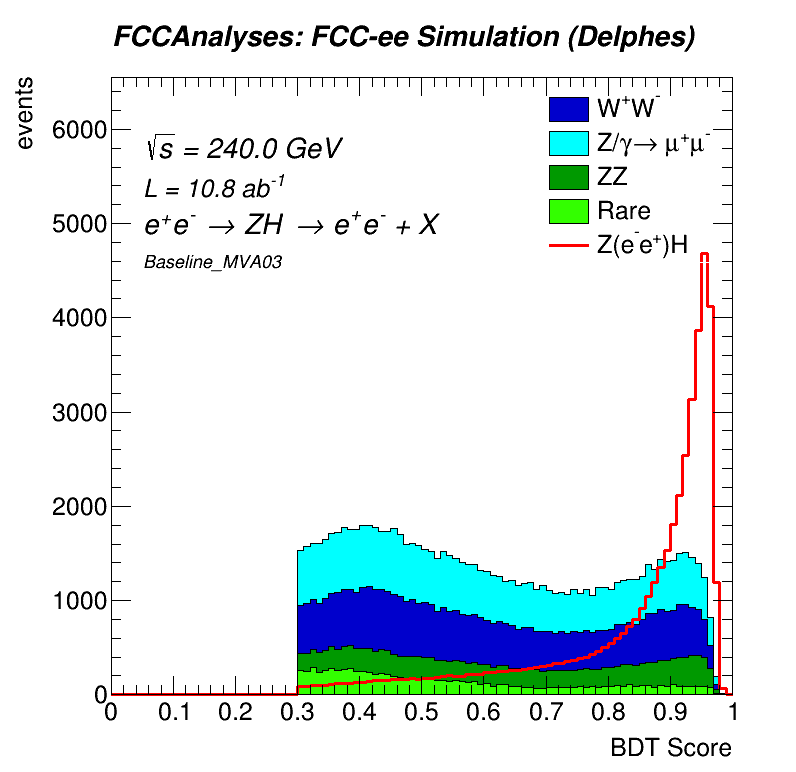 FCCAnalyses: FCC-ee Simulation (Delphes)
events
6000
5000
4000
3000
2000
1000
0
√s = 240.0 GeV
L = 10.8 ab⁻¹
e⁺e⁻ → ZH → e⁺e⁻ + X
Baseline_MVA03
W⁺W⁻
Z/γ→ μ⁺μ⁻
ZZ
Rare
Z(e⁻e⁺)H
0 0.1 0.2 0.3 0.4 0.5 0.6 0.7 0.8 0.9 1
BDT Score